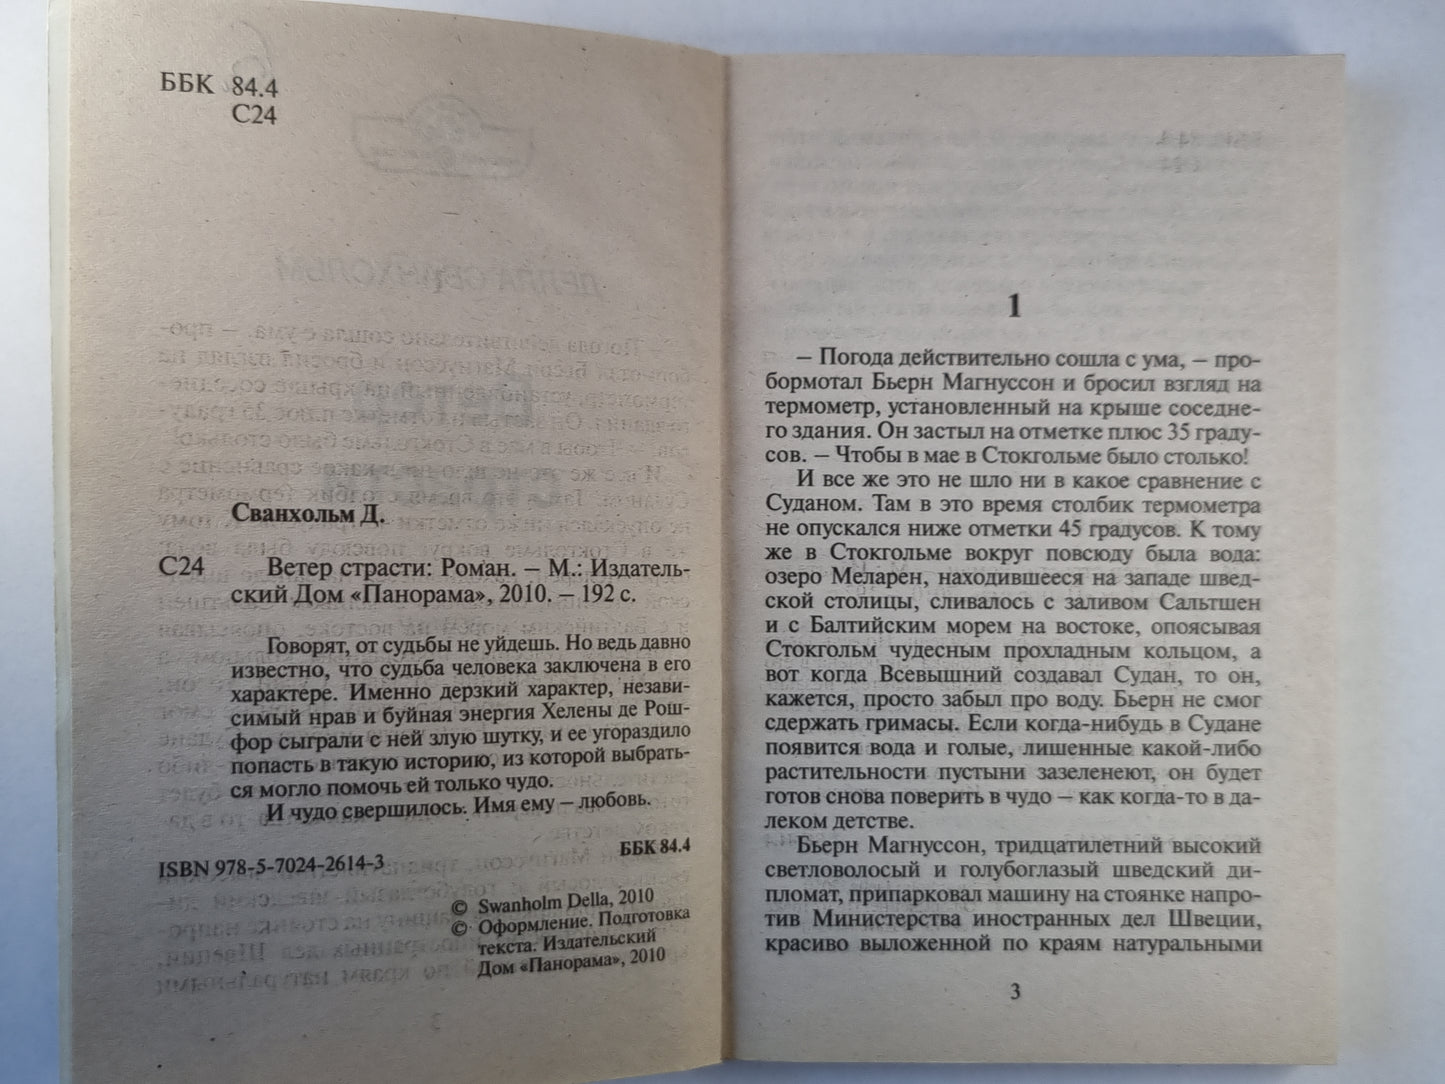 ББК 84.4
С24
Сванхольм Д.
С24 Ветер страсти: Роман. – М.: Издатель-
ский Дом «Панорама», 2010. – 192 с.
Говорят, от судьбы не уйдешь. Но ведь давно
известно, что судьба человека заключена в его
характере. Именно дерзкий характер, незави-
симый нрав и буйная энергия Хелены де Рош-
фор сыграли с ней злую шутку, и ее угораздило
попасть в такую историю, из которой выбрать-
ся могло помочь ей только чудо.
И чудо свершилось. Имя ему – любовь.
ББК 84.4
ISBN 978-5-7024-2614-3
© Swanholm Della, 2010
© Оформление. Подготовка
текста. Издательский
Дом «Панорама», 2010
1
– Погода действительно сошла с ума, – про-
бормотал Бьерн Магнуссон и бросил взгляд на
термометр, установленный на крыше соседне-
го здания. Он застыл на отметке плюс 35 граду-
сов. – Чтобы в мае в Стокгольме было столько!
И все же это не шло ни в какое сравнение с
Суданом. Там в это время столбик термометра
не опускался ниже отметки 45 градусов. К тому
же в Стокгольме вокруг повсюду была вода:
озеро Меларен, находившееся на западе швед-
ской столицы, сливалось с заливом Сальтшен
и с Балтийским морем на востоке, опоясывая
Стокгольм чудесным прохладным кольцом, а
вот когда Всевышний создавал Судан, то он,
кажется, просто забыл про воду. Бьерн не смог
сдержать гримасы. Если когда-нибудь в Судане
появится вода и голые, лишенные какой-либо
растительности пустыни зазеленеют, он будет
готов снова поверить в чудо – как когда-то в да-
леком детстве.
Бьерн Магнуссон, тридцатилетний высокий
светловолосый и голубоглазый шведский ди-
пломат, припарковал машину на стоянке напро-
тив Министерства иностранных дел Швеции,
красиво выложенной по краям натуральными
3